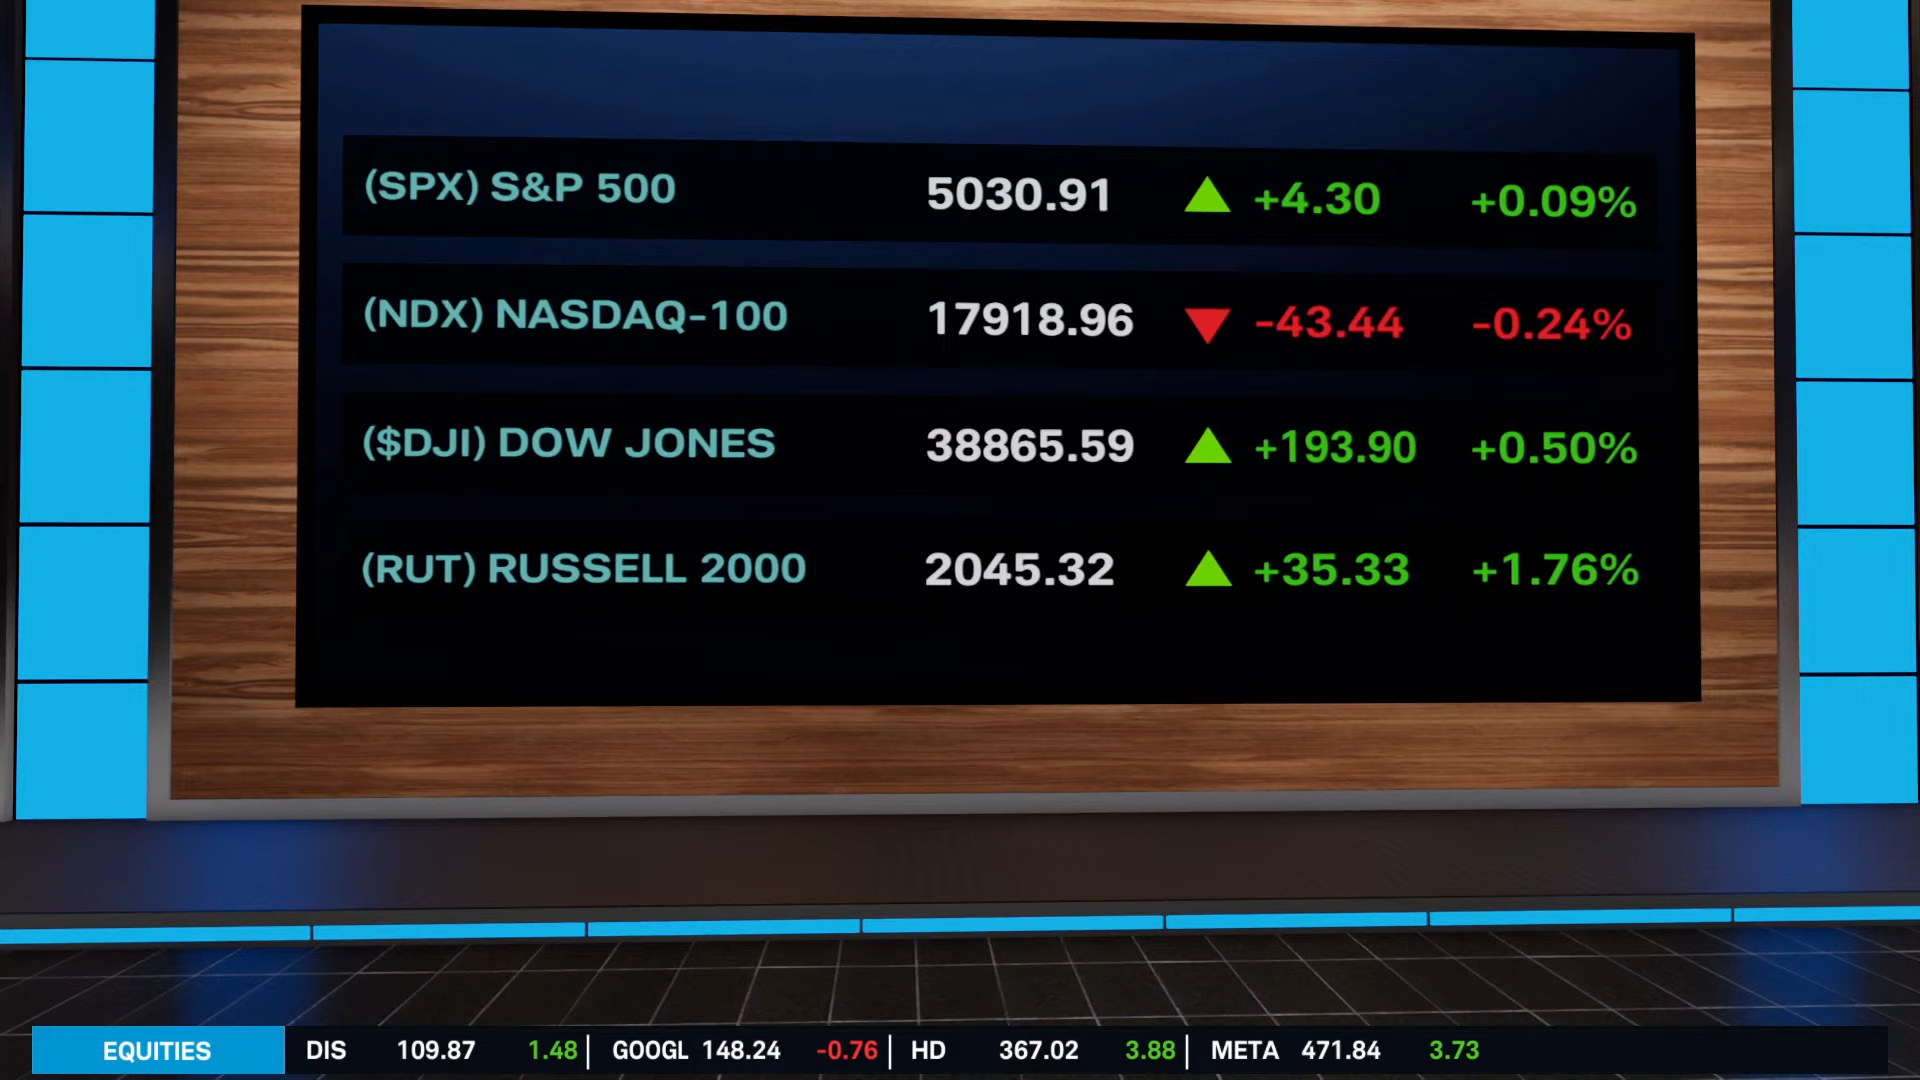 (SPX) S&P 500 5030.91 ▲ +4.30 +0.09%
(NDX) NASDAQ-100 17918.96 ▼ -43.44 -0.24%
($DJI) DOW JONES 38865.59 ▲ +193.90 +0.50%
(RUT) RUSSELL 2000 2045.32 ▲ +35.33 +1.76%
EQUITIES DIS 109.87 1.48 | GOOGL 148.24 -0.76 | HD 367.02 3.88 | META 471.84 3.73